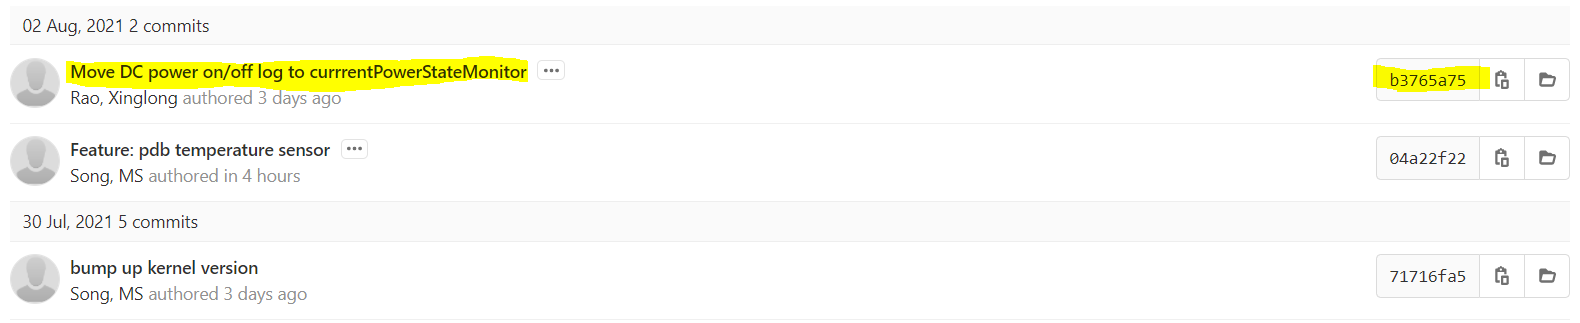 02 Aug, 2021 2 commits
Move DC power on/off log to currrentPowerStateMonitor
b3765a75
Rao, Xinglong authored 3 days ago
Feature: pdb temperature sensor
04a22f22
Song, MS authored in 4 hours
30 Jul, 2021 5 commits
bump up kernel version
71716fa5
Song, MS authored 3 days ago